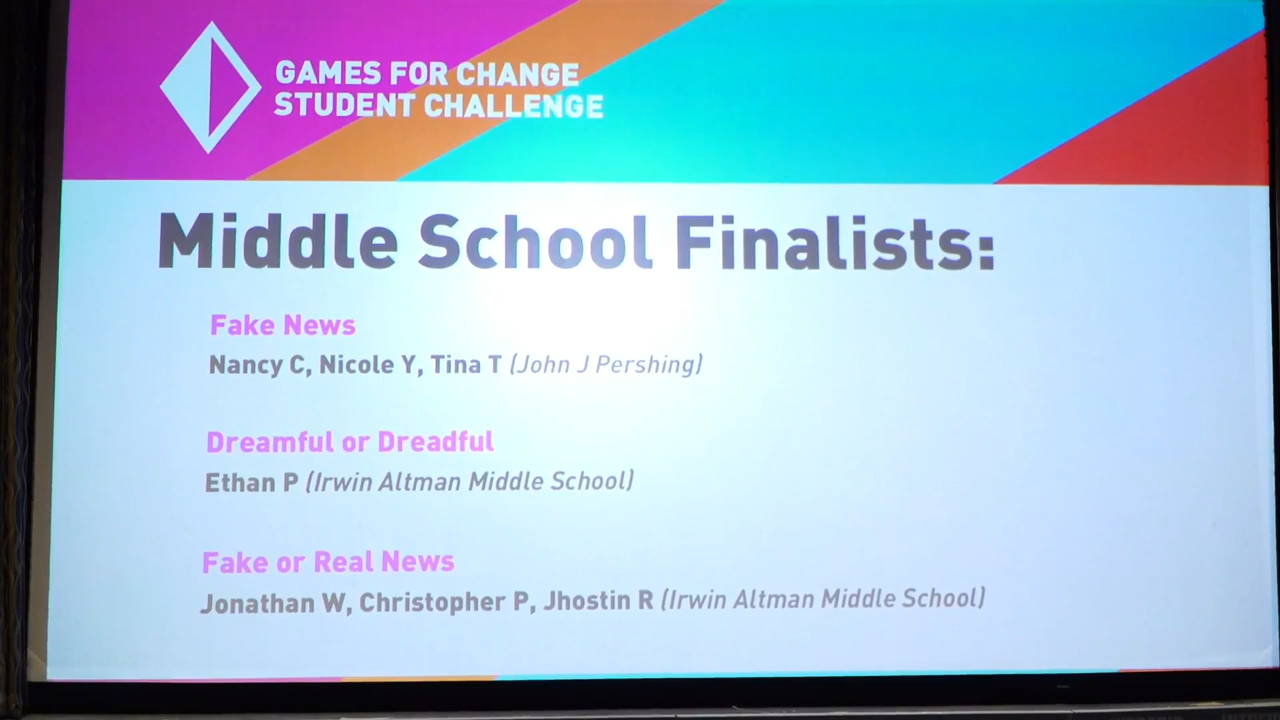 GAMES FOR CHANGE
STUDENT CHALLENGE
Middle School Finalists:
Fake News
Nancy C, Nicole Y, Tina T (John J Pershing)
Dreamful or Dreadful
Ethan P (Irwin Altman Middle School)
Fake or Real News
Jonathan W, Christopher P, Jhostin R (Irwin Altman Middle School)